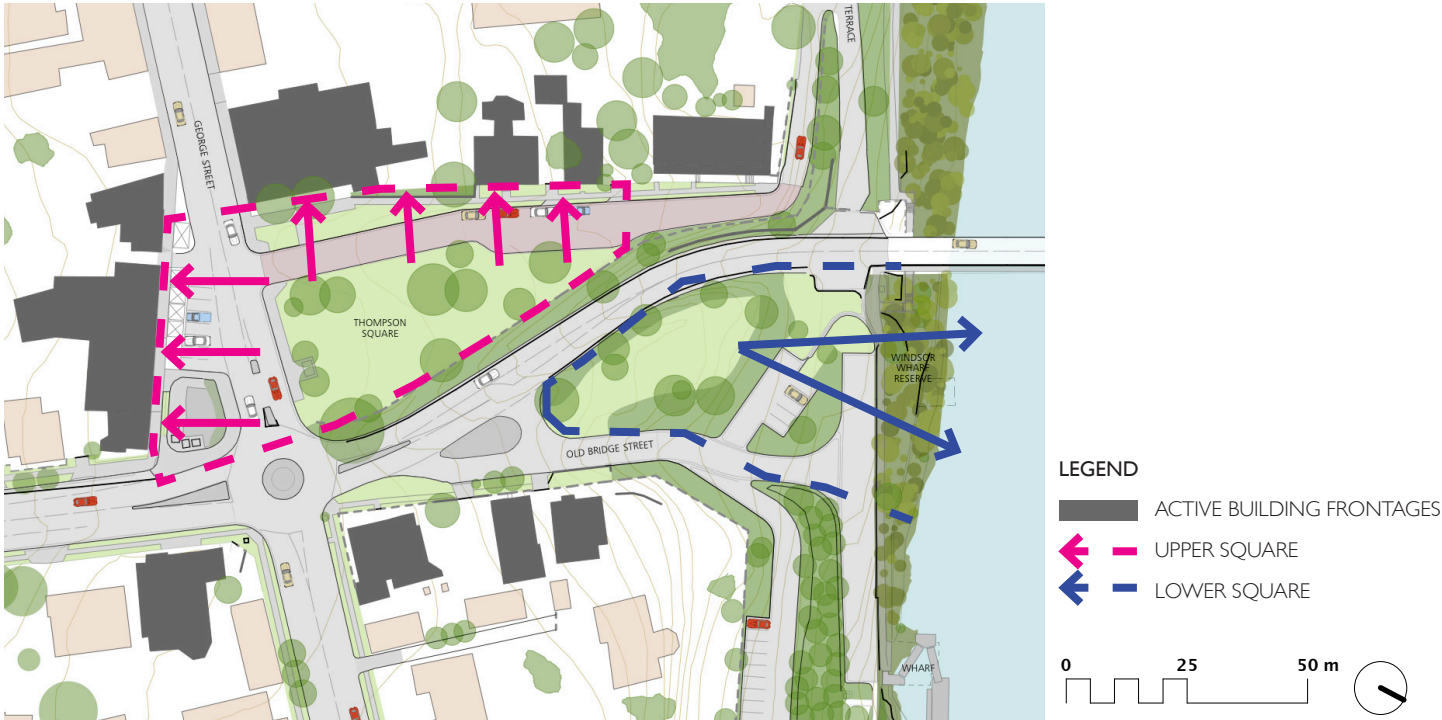 TERRACE
GEORGE STREET
THOMPSON
SQUARE
WINDSOR
WHARF
RESERVE
OLD BRIDGE STREET
WHARF
LEGEND
ACTIVE BUILDING FRONTAGES
UPPER SQUARE
LOWER SQUARE
0 25 50 m